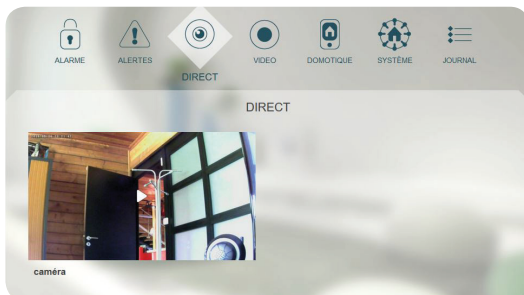 ALARME
ALERTES
DIRECT
VIDEO
DOMOTIQUE
SYSTÈME
JOURNAL
DIRECT
caméra